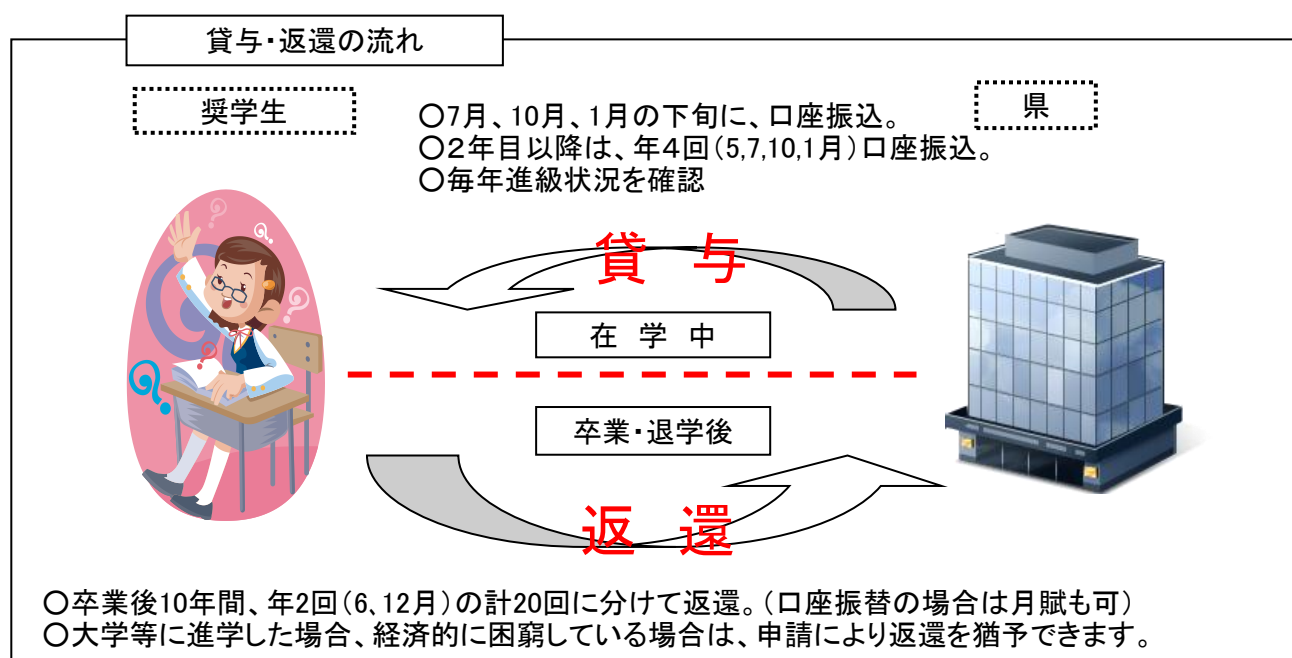 貸与・返還の流れ
奨学生
県
○7月、10月、1月の下旬に、口座振込。
○２年目以降は、年４回（5,7,10,1月）口座振込。
○毎年進級状況を確認
貸　与
在　学　中
卒業・退学後
返　還
○卒業後10年間、年2回（6、12月）の計20回に分けて返還。（口座振替の場合は月賦も可）
○大学等に進学した場合、経済的に困窮している場合は、申請により返還を猶予できます。